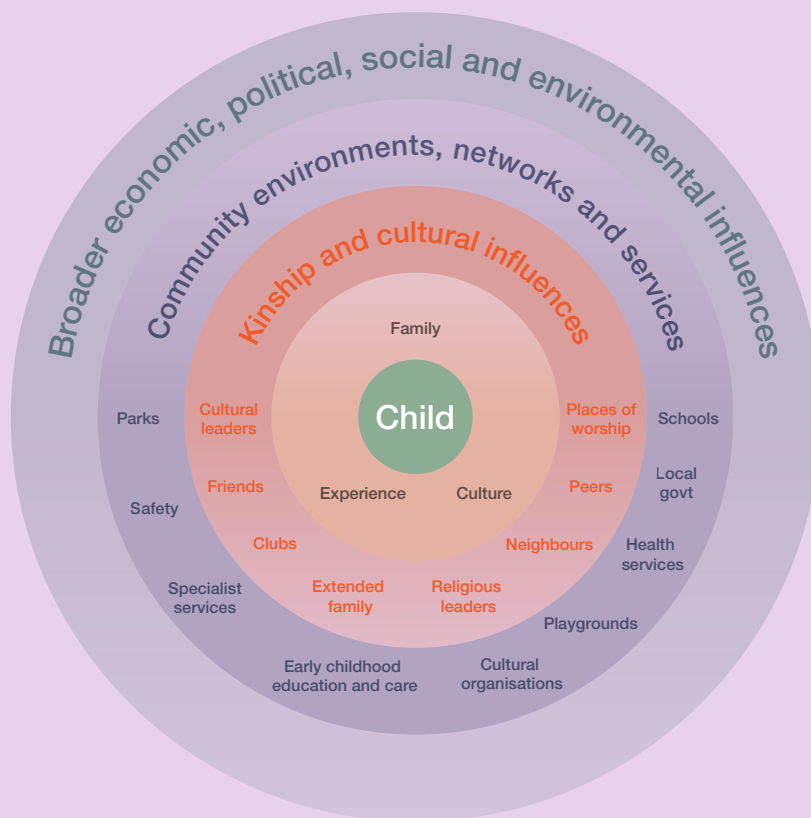 Broader economic, political, social and environmental influences
Community environments, networks and services
Kinship and cultural influences
Family
Child
Experience
Culture
Cultural
leaders
Friends
Clubs
Extended
family
Religious
leaders
Neighbours
Peers
Places of
worship
Parks
Safety
Specialist
services
Early childhood
education and care
Cultural
organisations
Playgrounds
Health
services
Local
govt
Schools